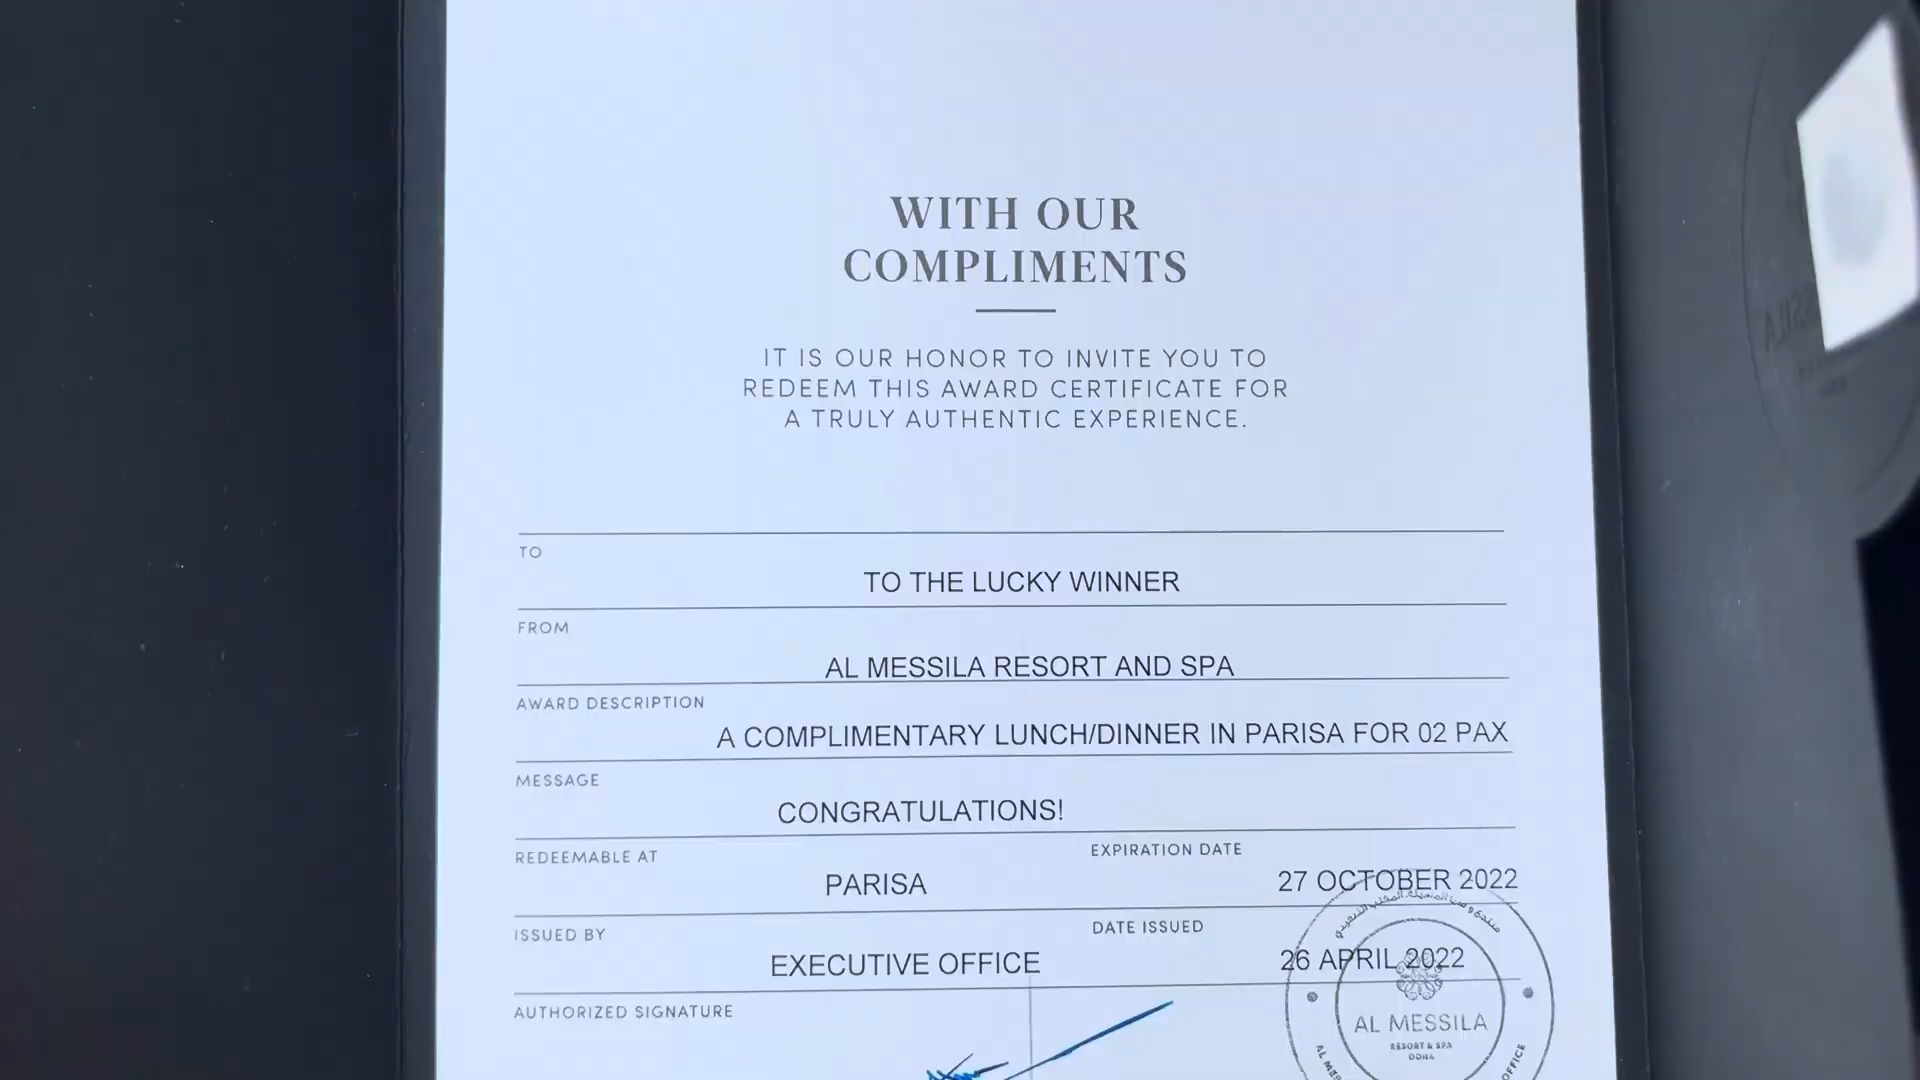 WITH OUR
COMPLIMENTS
IT IS OUR HONOR TO INVITE YOU TO
REDEEM THIS AWARD CERTIFICATE FOR
A TRULY AUTHENTIC EXPERIENCE.
TO
TO THE LUCKY WINNER
FROM
AL MESSILA RESORT AND SPA
AWARD DESCRIPTION
A COMPLIMENTARY LUNCH/DINNER IN PARISA FOR 02 PAX
MESSAGE
CONGRATULATIONS!
REDEEMABLE AT
PARISA
EXPIRATION DATE
27 OCTOBER 2022
ISSUED BY
EXECUTIVE OFFICE
DATE ISSUED
26 APRIL 2022
AUTHORIZED SIGNATURE
AL MESSILA
RESORT & SPA
DOHA
OFFICE